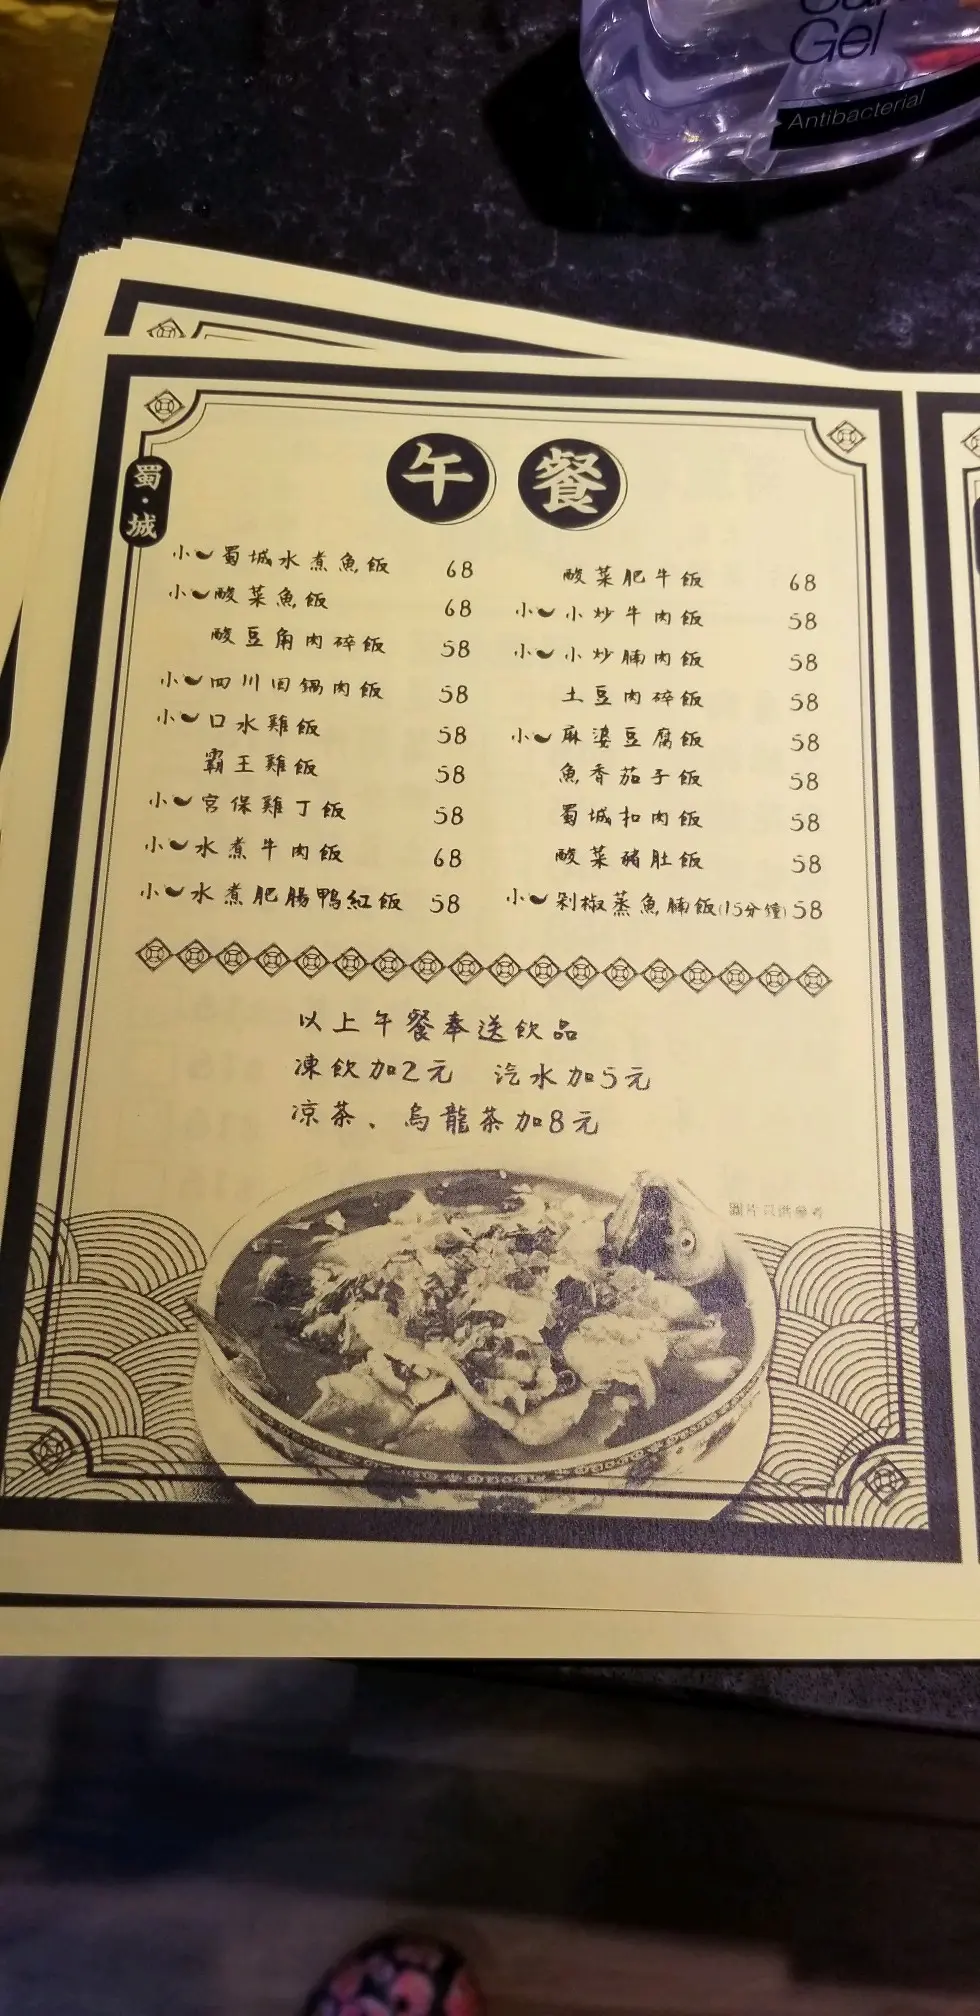 Gel
Antibacterial
蜀·城
午餐
小蜀城水煮魚飯 68
小酸菜魚飯 68
酸豆角肉碎飯 58
小四川回鍋肉飯 58
小口水雞飯 58
霸王雞飯 58
小宮保雞丁飯 58
小水煮牛肉飯 68
小水煮肥腸鴨紅飯 58
酸菜肥牛飯 68
小小炒牛肉飯 58
小小炒腩肉飯 58
土豆肉碎飯 58
小麻婆豆腐飯 58
魚香茄子飯 58
蜀城扣肉飯 58
酸菜豬肚飯 58
小剁椒蒸魚腩飯(15分鐘) 58
以上午餐奉送飲品
凍飲加2元 汽水加5元
凉茶、烏龍茶加8元
圖片只供參考